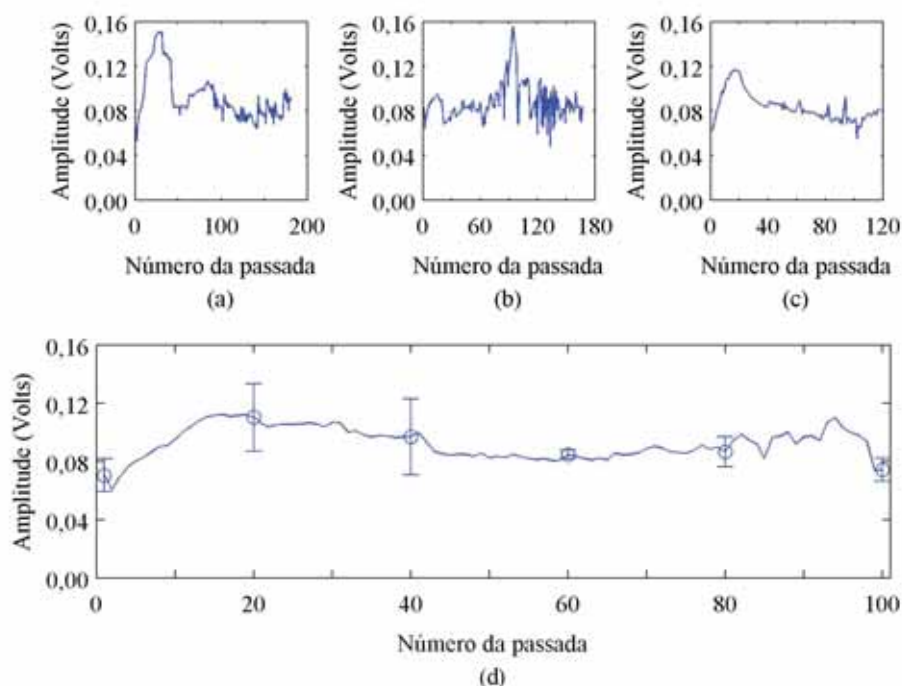 Amplitude (Volts)
0,16
0,12
0,08
0,04
0,00
0 100 200
Número da passada
(a)
Amplitude (Volts)
0,16
0,12
0,08
0,04
0,00
0 60 120 180
Número da passada
(b)
Amplitude (Volts)
0,16
0,12
0,08
0,04
0,00
0 40 80 120
Número da passada
(c)
Amplitude (Volts)
0,16
0,12
0,08
0,04
0,00
0 20 40 60 80 100
Número da passada
(d)